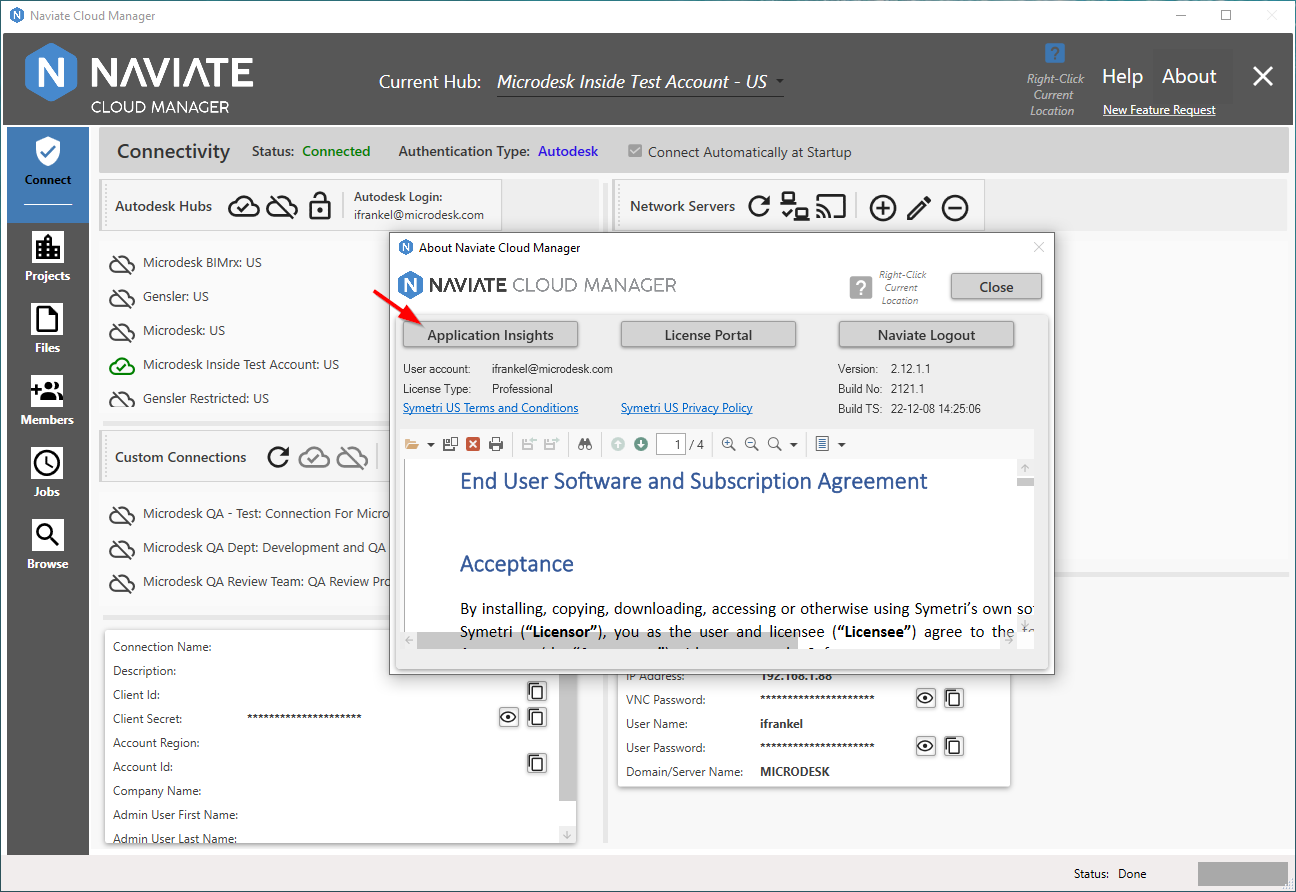 Naviate Cloud Manager
NAVIATE
CLOUD MANAGER
Current Hub: Microdesk Inside Test Account - US
?
Right-Click
Current
Location
Help About
New Feature Request
Connect
Projects
Files
Members
Jobs
Browse
Connectivity Status: Connected Authentication Type: Autodesk Connect Automatically at Startup
Autodesk Hubs
Autodesk Login:
ifrankel@microdesk.com
Network Servers
Microdesk BIMrx: US
Gensler: US
Microdesk: US
Microdesk Inside Test Account: US
Gensler Restricted: US
Custom Connections
Microdesk QA - Test: Connection For Micro
Microdesk QA Dept: Development and QA
Microdesk QA Review Team: QA Review Pro
Connection Name:
Description:
Client Id:
Client Secret: *********************
Account Region:
Account Id:
Company Name:
Admin User First Name:
Admin User Last Name:
About Naviate Cloud Manager
NAVIATE CLOUD MANAGER
?
Right-Click
Current
Location
Close
Application Insights License Portal Naviate Logout
User account: ifrankel@microdesk.com Version: 2.12.1.1
License Type: Professional Build No: 2121.1
Symetri US Terms and Conditions Symetri US Privacy Policy Build TS: 22-12-08 14:25:06
1 / 4
End User Software and Subscription Agreement
Acceptance
By installing, copying, downloading, accessing or otherwise using Symetri's own so
Symetri (“Licensor”), you as the user and licensee (“Licensee”) agree to the
IP Address: 192.168.1.88
VNC Password: *********************
User Name: ifrankel
User Password: *********************
Domain/Server Name: MICRODESK
Status: Done